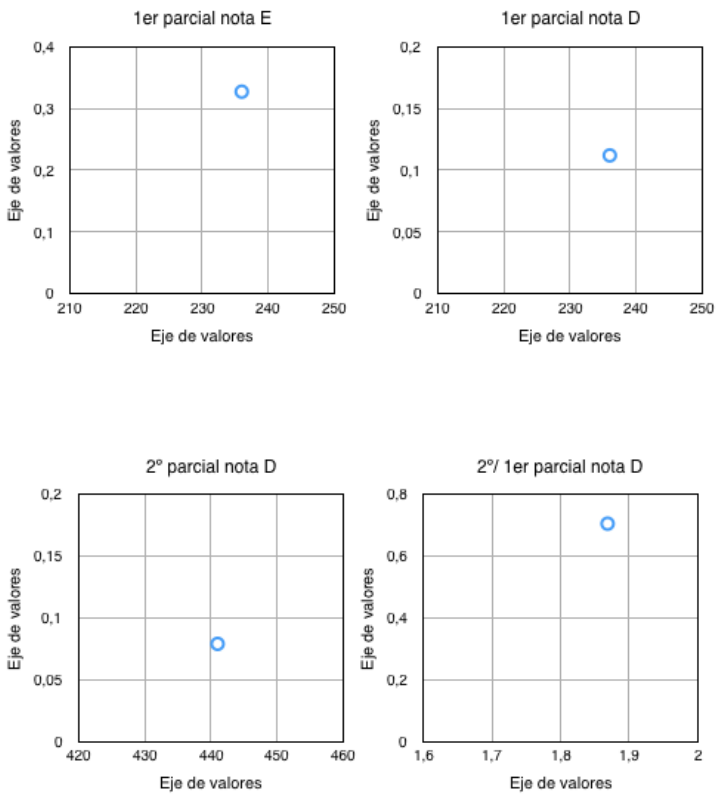 1er parcial nota E
0,4
0,3
0,2
0,1
0
Eje de valores
210 220 230 240 250
Eje de valores
1er parcial nota D
0,2
0,15
0,1
0,05
0
Eje de valores
210 220 230 240 250
Eje de valores
2º parcial nota D
0,2
0,15
0,1
0,05
0
Eje de valores
420 430 440 450 460
Eje de valores
2º/ 1er parcial nota D
0,8
0,6
0,4
0,2
0
Eje de valores
1,6 1,7 1,8 1,9 2
Eje de valores